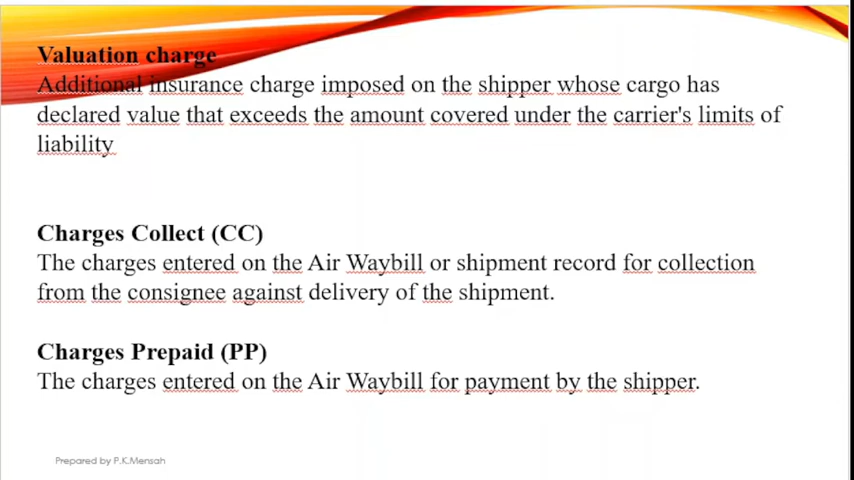 Valuation charge
Additional insurance charge imposed on the shipper whose cargo has
declared value that exceeds the amount covered under the carrier's limits of
liability
Charges Collect (CC)
The charges entered on the Air Waybill or shipment record for collection
from the consignee against delivery of the shipment.
Charges Prepaid (PP)
The charges entered on the Air Waybill for payment by the shipper.
Prepared by P.K.Mensah